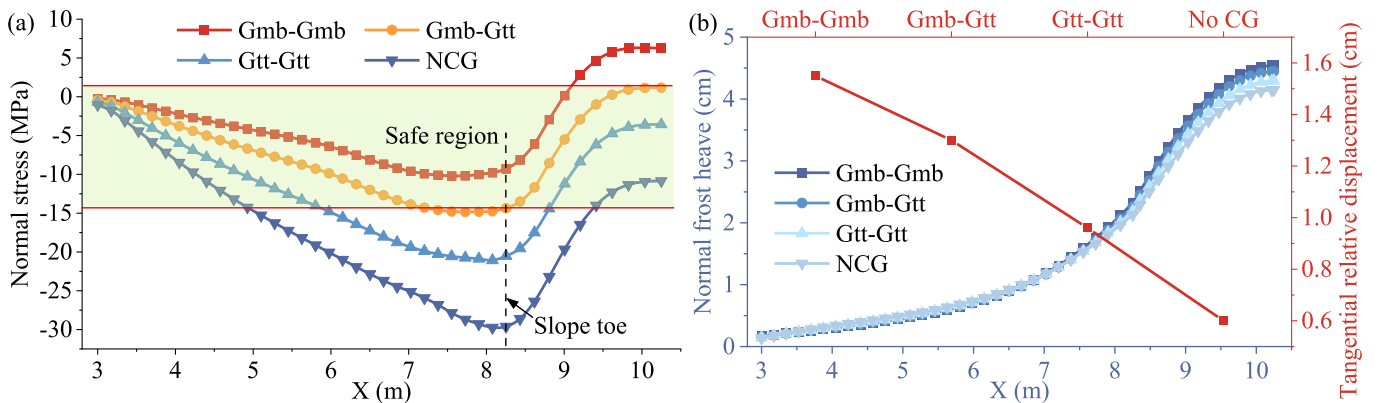 (a)
Gmb-Gmb
Gmb-Gtt
Gtt-Gtt
NCG
Normal stress (MPa)
10
5
0
-5
-10
-15
-20
-25
-30
Safe region
Slope toe
3
4
5
6
7
8
9
10
X (m)
(b)
Gmb-Gmb
Gmb-Gtt
Gtt-Gtt
No CG
Normal frost heave (cm)
5
4
3
2
1
0
Gmb-Gmb
Gmb-Gtt
Gtt-Gtt
NCG
3
4
5
6
7
8
9
10
X (m)
1.6
1.4
1.2
1.0
0.8
0.6
Tangential relative displacement (cm)